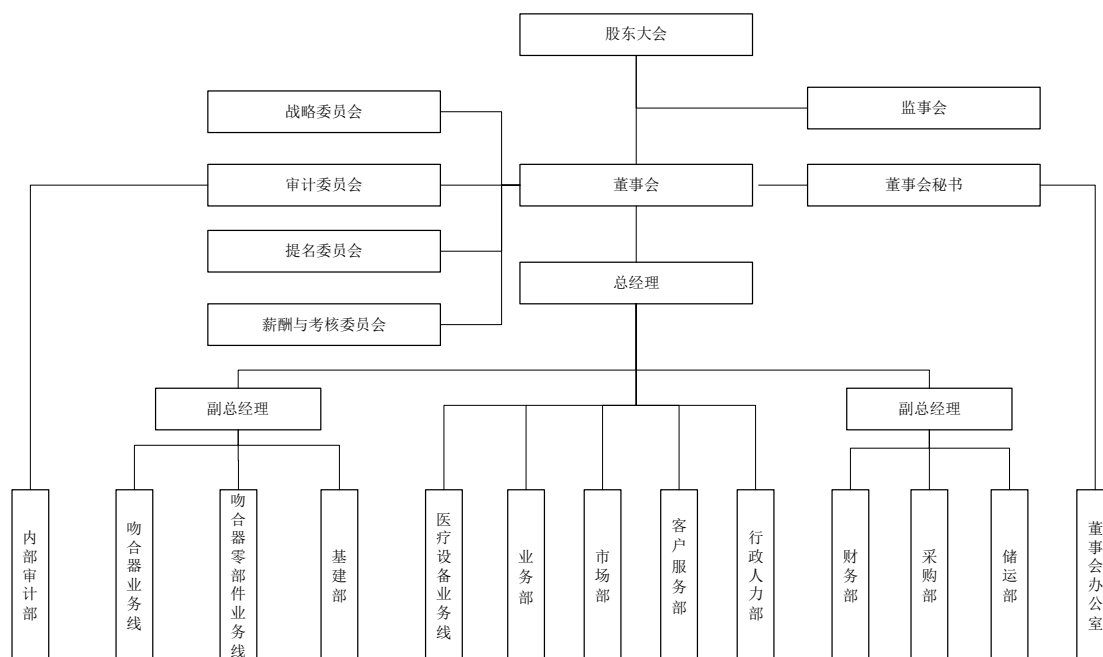 股东大会
战略委员会
监事会
审计委员会
董事会
董事会秘书
提名委员会
总经理
薪酬与考核委员会
副总经理
副总经理
内部审计部
吻合器业务线
吻合器零部件业务线
基建部
医疗设备业务线
业务部
市场部
客户服务部
行政人力部
财务部
采购部
储运部
董事会办公室